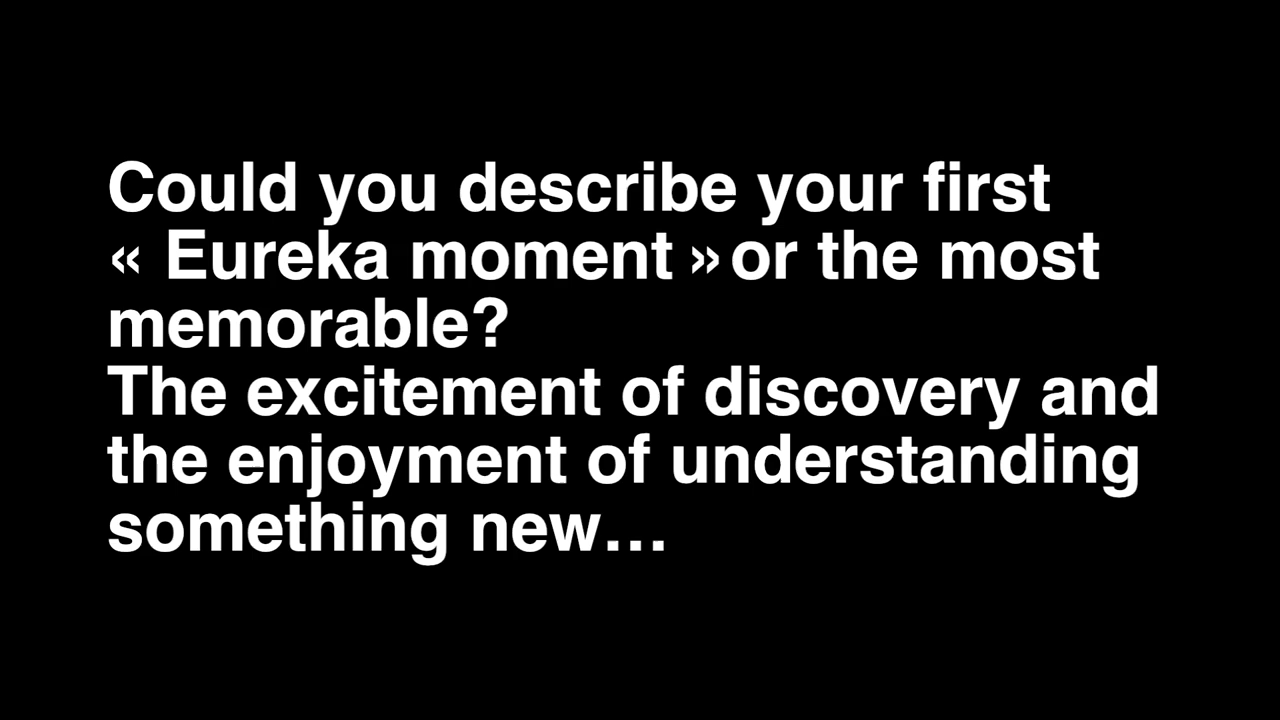 Could you describe your first
« Eureka moment » or the most
memorable?
The excitement of discovery and
the enjoyment of understanding
something new…